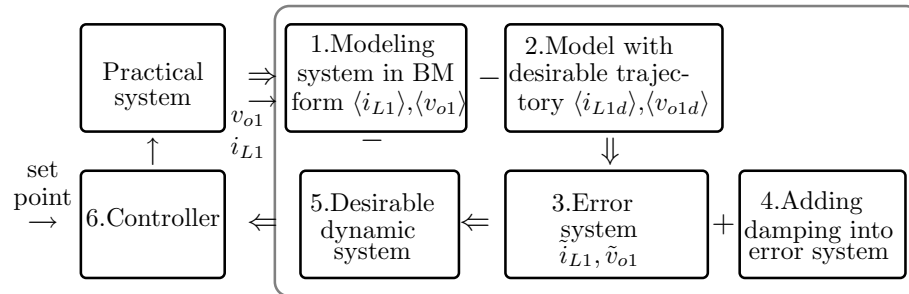 Practical
system
⇒
→
v_{o1}
i_{L1}
1.Modeling
system in BM
form ⟨i_{L1}⟩,⟨v_{o1}⟩
−
2.Model with
desirable trajec-
tory ⟨i_{L1d}⟩,⟨v_{o1d}⟩
↑
−
⇓
set
point
→
6.Controller
⇐
5.Desirable
dynamic
system
⇐
3.Error
system
ĩ_{L1}, ṽ_{o1}
+
4.Adding
damping into
error system